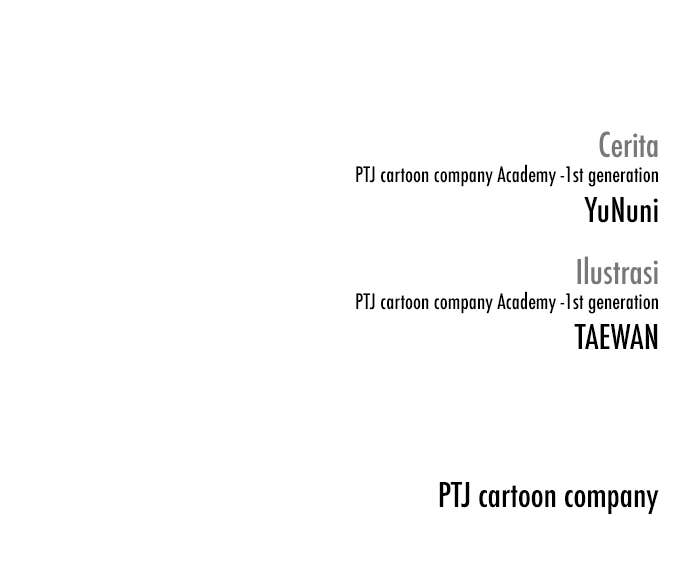 Cerita
PTJ cartoon company Academy -1st generation
YuNuni
Ilustrasi
PTJ cartoon company Academy -1st generation
TAEWAN
PTJ cartoon company